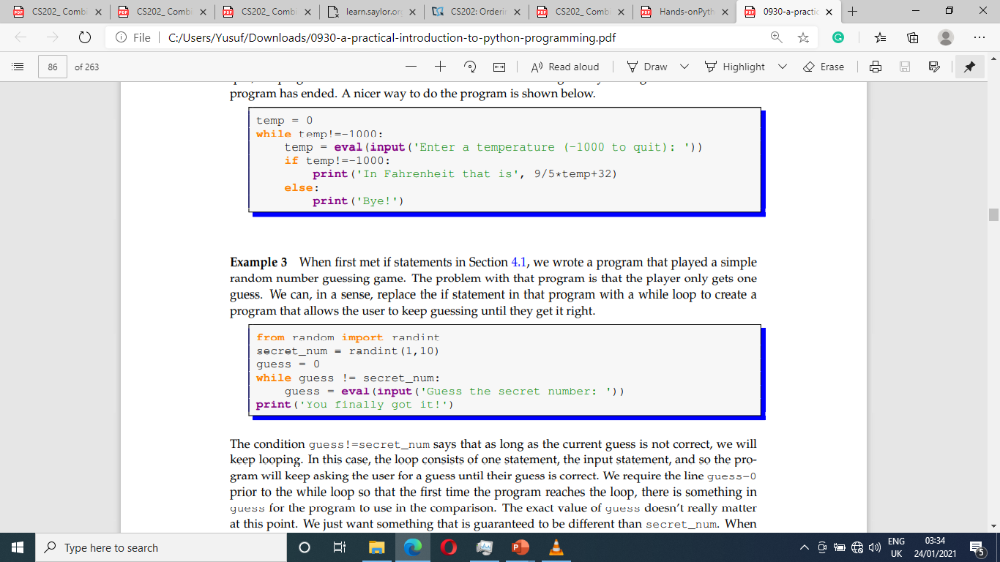 CS202_ Combi
CS202_ Combi
CS202_ Combi
learn.saylor.or
CS202: Orderin
CS202_ Combi
Hands-onPyth
0930-a-practic
File
C:/Users/Yusuf/Downloads/0930-a-practical-introduction-to-python-programming.pdf
86 of 263
Read aloud
Draw
Highlight
Erase
program has ended. A nicer way to do the program is shown below.
temp = 0
while temp!=-1000:
temp = eval(input('Enter a temperature (-1000 to quit): '))
if temp!=-1000:
print('In Fahrenheit that is', 9/5*temp+32)
else:
print('Bye!')
Example 3 When first met if statements in Section 4.1, we wrote a program that played a simple
random number guessing game. The problem with that program is that the player only gets one
guess. We can, in a sense, replace the if statement in that program with a while loop to create a
program that allows the user to keep guessing until they get it right.
from random import randint
secret_num = randint(1,10)
guess = 0
while guess != secret_num:
guess = eval(input('Guess the secret number: '))
print('You finally got it!')
The condition guess!=secret_num says that as long as the current guess is not correct, we will
keep looping. In this case, the loop consists of one statement, the input statement, and so the pro-
gram will keep asking the user for a guess until their guess is correct. We require the line guess=0
prior to the while loop so that the first time the program reaches the loop, there is something in
guess for the program to use in the comparison. The exact value of guess doesn't really matter
at this point. We just want something that is guaranteed to be different than secret_num. When
Type here to search
ENG
UK
03:34
24/01/2021
5